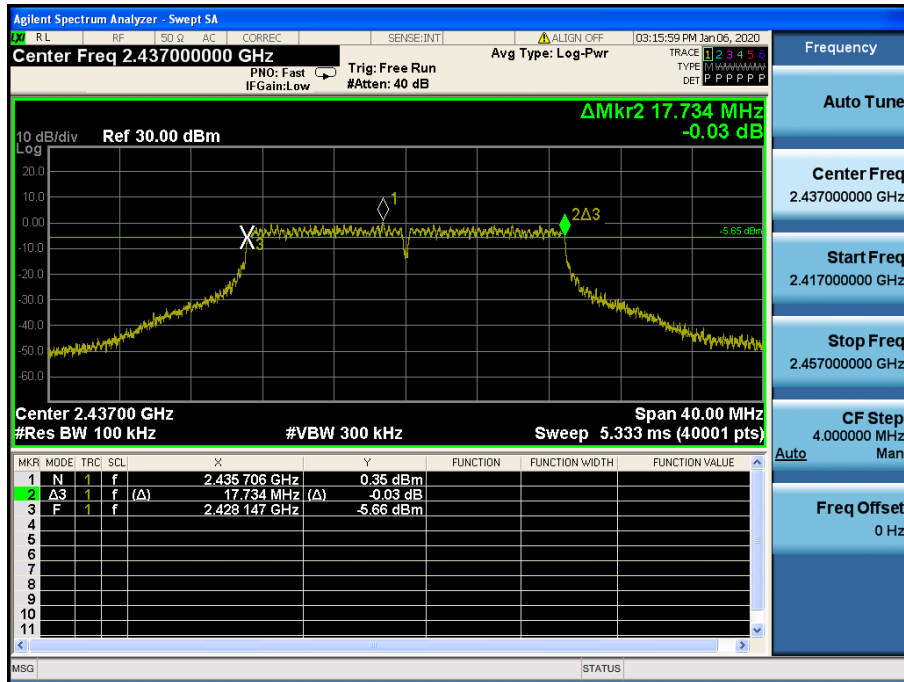 Agilent Spectrum Analyzer - Swept SA
LXI RL RF 50 Ω AC CORREC SENSE:INT ALIGN OFF 03:15:59 PM Jan 06, 2020
Center Freq 2.437000000 GHz
PNO: Fast
IFGain:Low
Trig: Free Run
#Atten: 40 dB
Avg Type: Log-Pwr
TRACE 1 2 3 4 5 6
TYPE MWWWWW
DET P P P P P P
ΔMkr2 17.734 MHz
-0.03 dB
10 dB/div Ref 30.00 dBm
Log
20.0
10.0
0.00
-10.0
-20.0
-30.0
-40.0
-50.0
-60.0
1
2Δ3
3
-5.65 dBm
Center 2.43700 GHz Span 40.00 MHz
#Res BW 100 kHz #VBW 300 kHz Sweep 5.333 ms (40001 pts)
MKR MODE TRC SCL X Y FUNCTION FUNCTION WIDTH FUNCTION VALUE
1 N 1 f 2.435 706 GHz 0.35 dBm
2 Δ3 1 f (Δ) 17.734 MHz (Δ) -0.03 dB
3 F 1 f 2.428 147 GHz -5.66 dBm
4
5
6
7
8
9
10
11
MSG STATUS
Frequency
Auto Tune
Center Freq
2.437000000 GHz
Start Freq
2.417000000 GHz
Stop Freq
2.457000000 GHz
CF Step
4.000000 MHz
Auto Man
Freq Offset
0 Hz